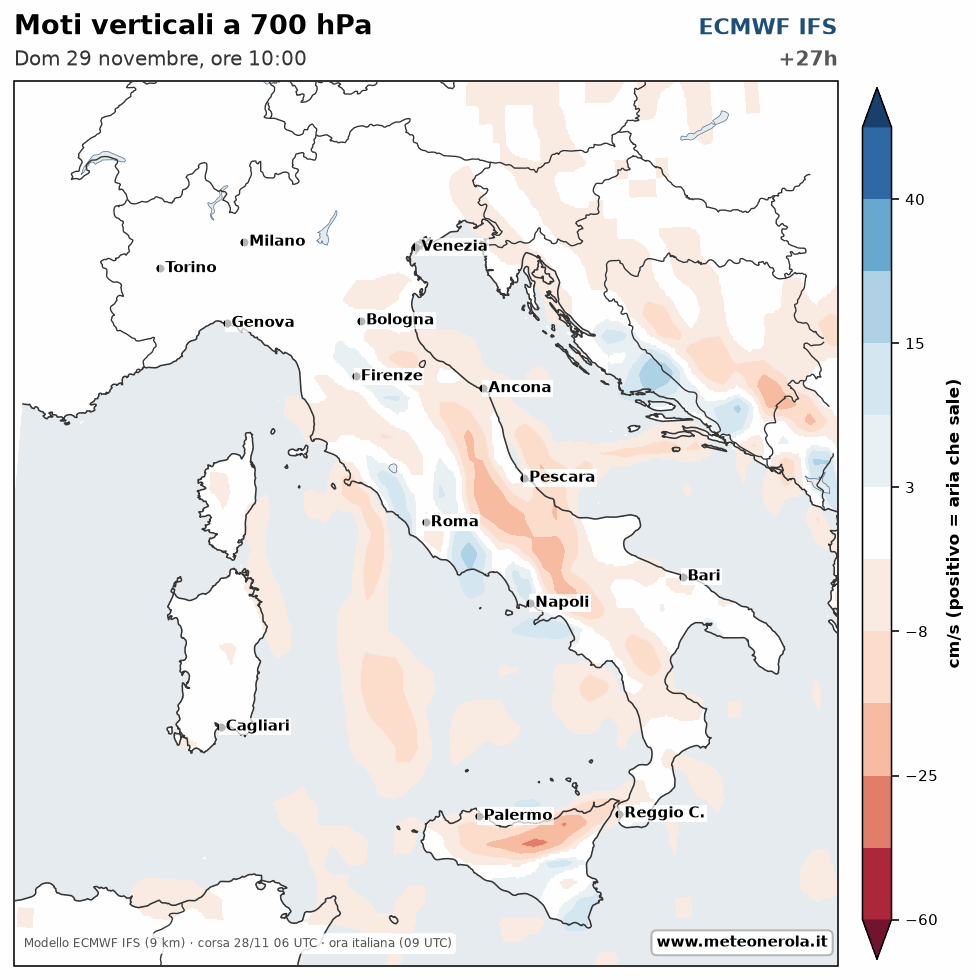 Moti verticali a 700 hPa
ECMWF IFS
Dom 29 novembre, ore 10:00
+27h
Milano
Venezia
Torino
Genova
Bologna
Firenze
Ancona
Pescara
Roma
Bari
Napoli
Cagliari
Palermo
Reggio C.
40
15
3
−8
−25
−60
cm/s (positivo = aria che sale)
Modello ECMWF IFS (9 km) · corsa 28/11 06 UTC · ora italiana (09 UTC)
www.meteonerola.it